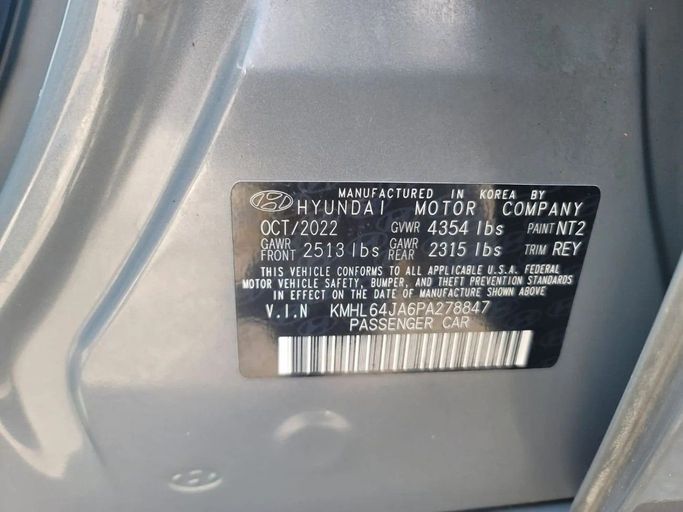 MANUFACTURED IN KOREA BY
HYUNDAI MOTOR COMPANY
OCT/2022 GVWR 4354 lbs PAINT NT2
GAWR FRONT 2513 lbs GAWR REAR 2315 lbs TRIM REY
THIS VEHICLE CONFORMS TO ALL APPLICABLE U.S.A. FEDERAL
MOTOR VEHICLE SAFETY, BUMPER, AND THEFT PREVENTION STANDARDS
IN EFFECT ON THE DATE OF MANUFACTURE SHOWN ABOVE
V.I.N KMHL64JA6PA278847
PASSENGER CAR